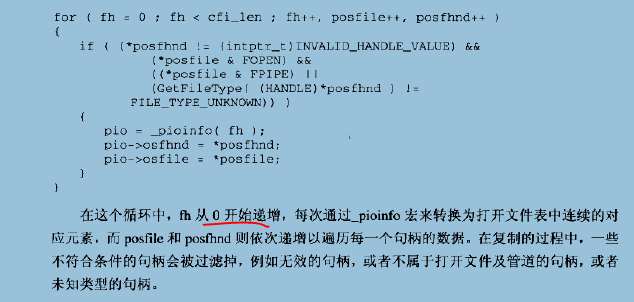 for ( fh = 0 ; fh < cfi_len ; fh++, posfile++, posfhnd++ )
{
if ( (*posfhnd != (intptr_t)INVALID_HANDLE_VALUE) &&
(*posfile & FOPEN) &&
((*posfile & FPIPE) ||
(GetFileType( (HANDLE)*posfhnd ) !=
FILE_TYPE_UNKNOWN)) )
{
pio = _pioinfo( fh );
pio->osfhnd = *posfhnd;
pio->osfile = *posfile;
}
}
在这个循环中，fh 从 0 开始递增，每次通过_pioinfo 宏来转换为打开文件表中连续的对
应元素，而 posfile 和 posfhnd 则依次递增以遍历每一个句柄的数据。在复制的过程中，一些
不符合条件的句柄会被过滤掉，例如无效的句柄，或者不属于打开文件及管道的句柄，或者
未知类型的句柄。